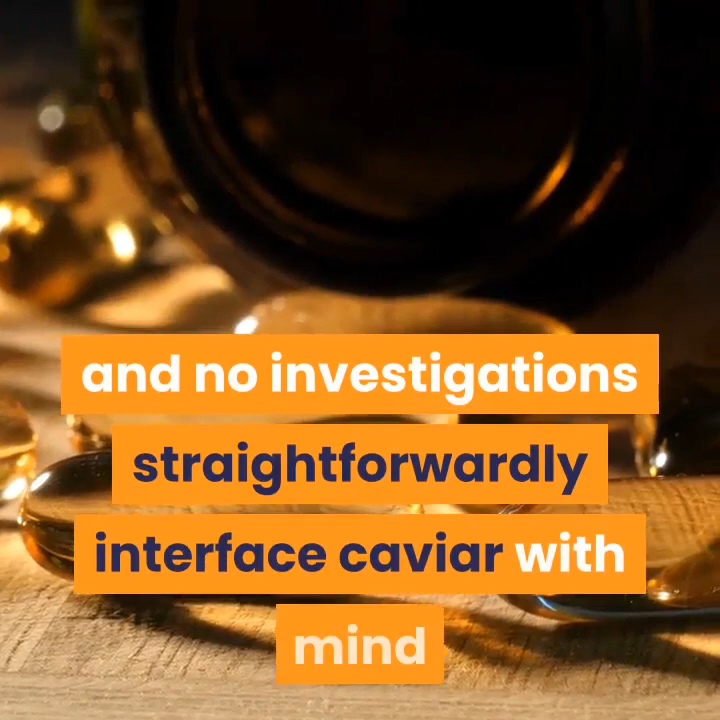 and no investigations
straightforwardly
interface caviar with
mind